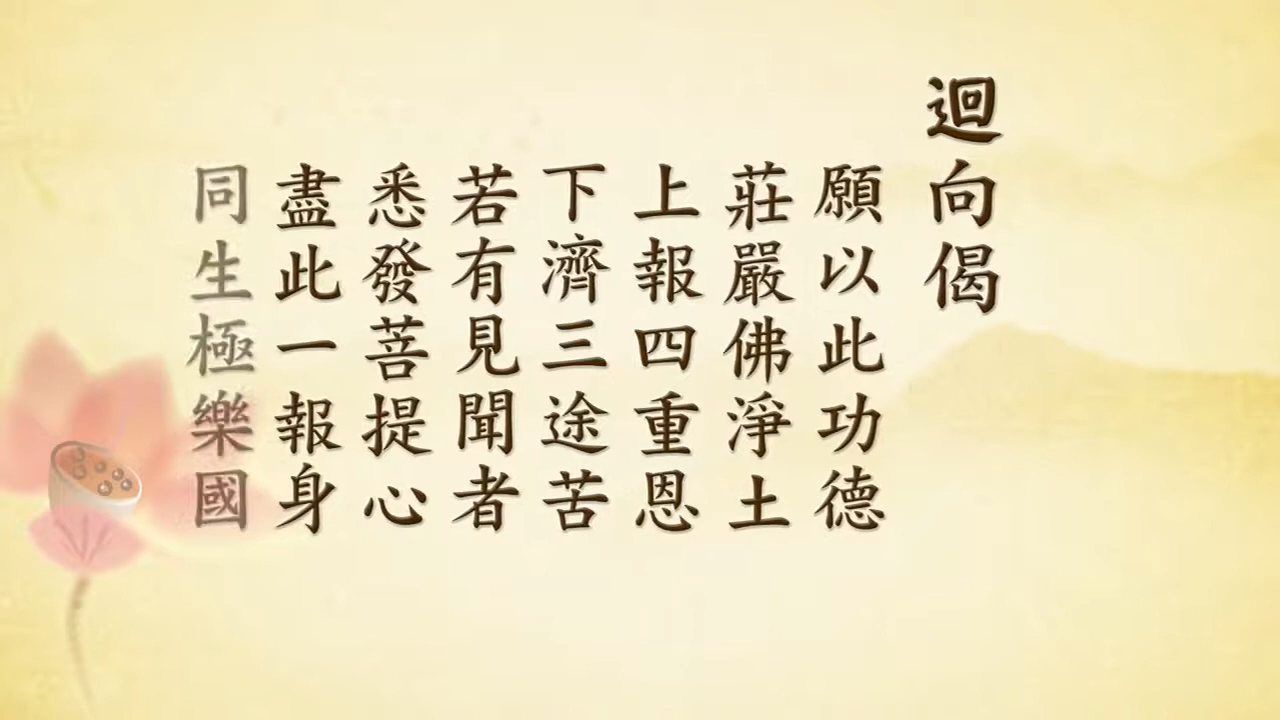 迴向偈
願以此功德
莊嚴佛淨土
上報四重恩
下濟三途苦
若有見聞者
悉發菩提心
盡此一報身
同生極樂國